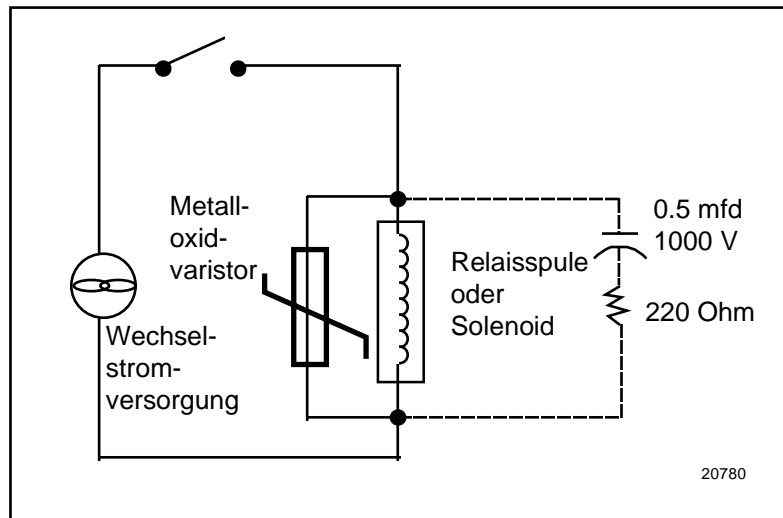 Metall-
oxid-
varistor
Wechsel-
strom-
versorgung
Relaisspule
oder
Solenoid
0.5 mfd
1000 V
220 Ohm
20780